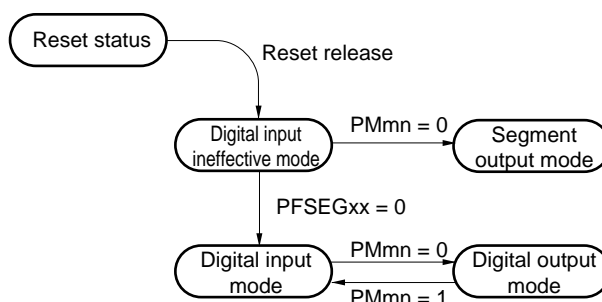 Reset status
Reset release
Digital input
ineffective mode
PMmn = 0
Segment
output mode
PFSEGxx = 0
Digital input
mode
PMmn = 0
Digital output
mode
PMmn = 1